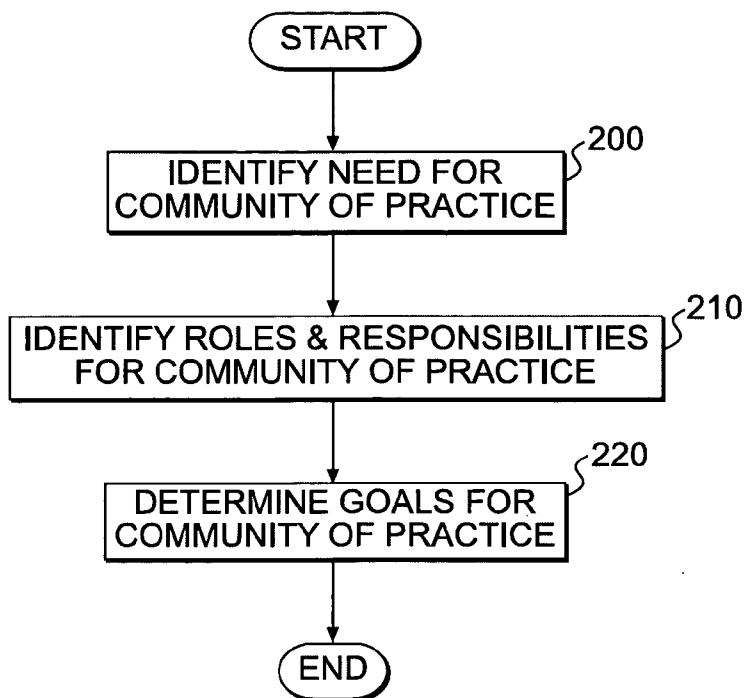 START
200
IDENTIFY NEED FOR
COMMUNITY OF PRACTICE
210
IDENTIFY ROLES & RESPONSIBILITIES
FOR COMMUNITY OF PRACTICE
220
DETERMINE GOALS FOR
COMMUNITY OF PRACTICE
END